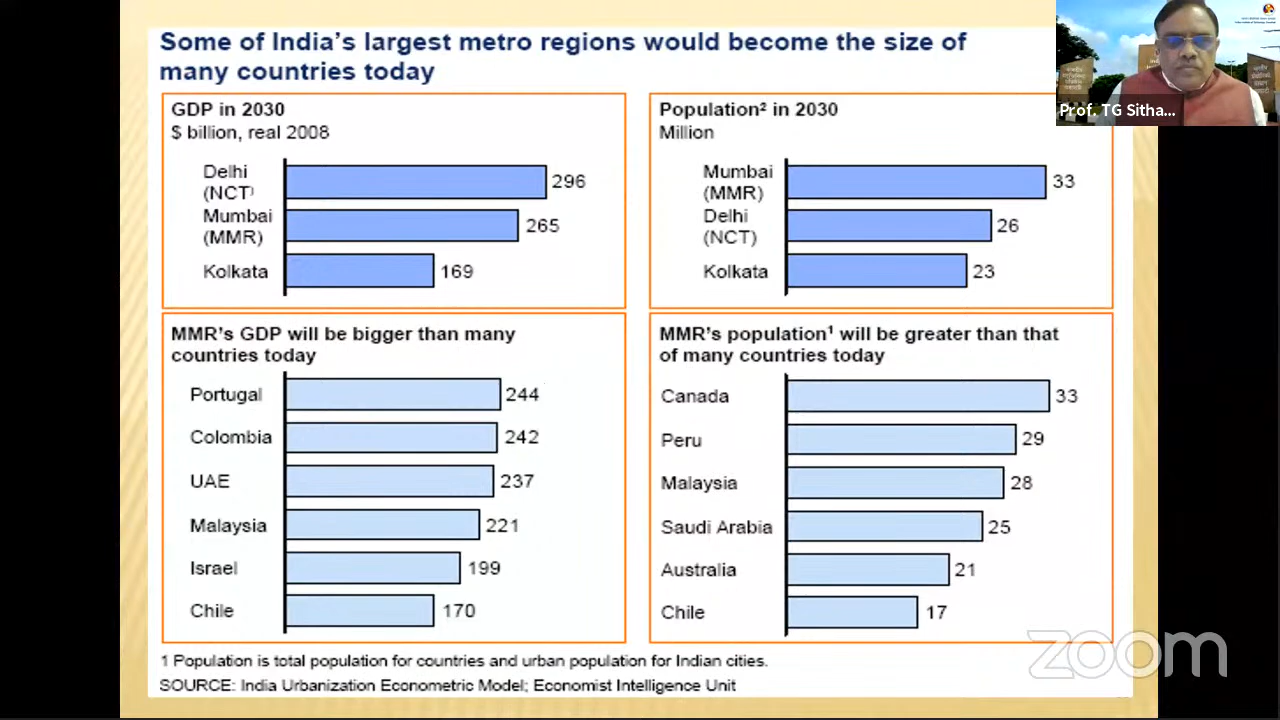 Some of India's largest metro regions would become the size of
many countries today
GDP in 2030
$ billion, real 2008
Delhi
(NCT)
296
Mumbai
(MMR)
265
Kolkata
169
Population² in 2030
Million
Mumbai
(MMR)
33
Delhi
(NCT)
26
Kolkata
23
MMR's GDP will be bigger than many
countries today
Portugal
244
Colombia
242
UAE
237
Malaysia
221
Israel
199
Chile
170
MMR's population¹ will be greater than that
of many countries today
Canada
33
Peru
29
Malaysia
28
Saudi Arabia
25
Australia
21
Chile
17
1 Population is total population for countries and urban population for Indian cities.
SOURCE: India Urbanization Econometric Model; Economist Intelligence Unit
Prof. TG Sitha...
zoom